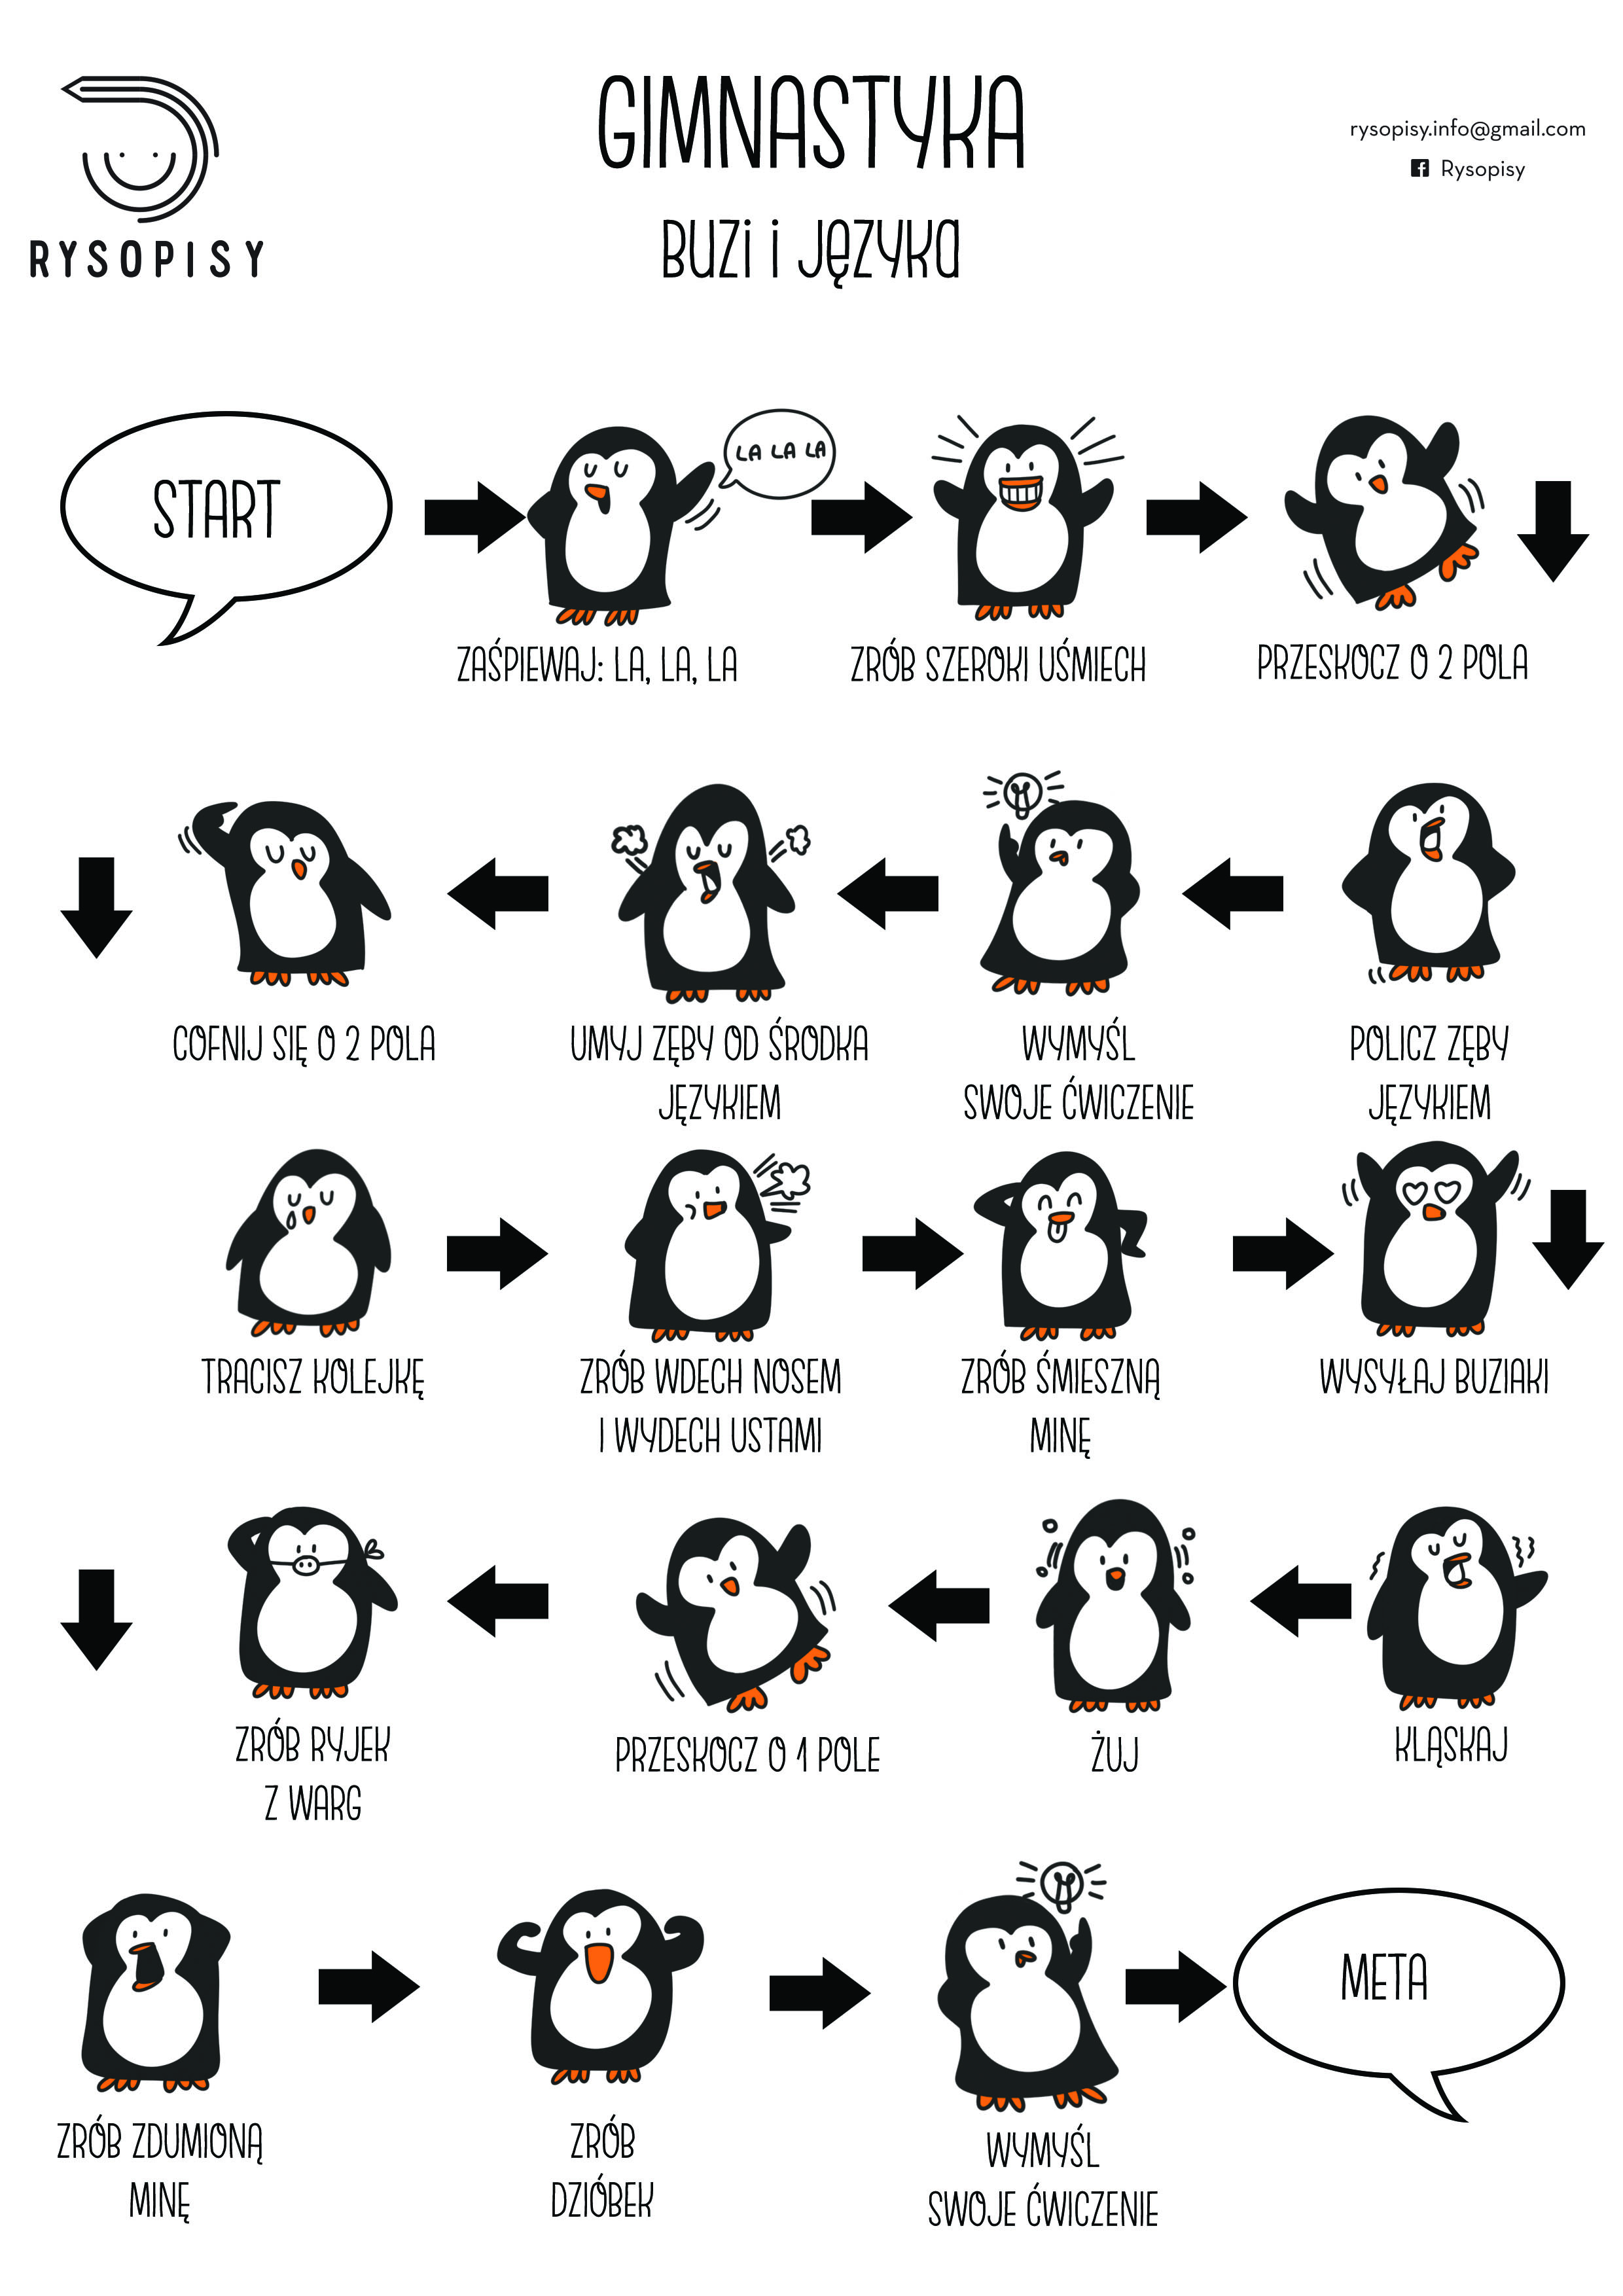 RYSOPISY
GIMNASTYKA
BUZI I JĘZYKA
rysopisy.info@gmail.com
Rysopisy
START
LA LA LA
ZAŚPIEWAJ: LA, LA, LA
ZRÓB SZEROKI UŚMIECH
PRZESKOCZ O 2 POLA
POLICZ ZĘBY
JĘZYKIEM
WYMYŚL
SWOJE ĆWICZENIE
UMYJ ZĘBY OD ŚRODKA
JĘZYKIEM
COFNIJ SIĘ O 2 POLA
TRACISZ KOLEJKĘ
ZRÓB WDECH NOSEM
I WYDECH USTAMI
ZRÓB ŚMIESZNĄ
MINĘ
WYSYŁAJ BUZIAKI
KLĄSKAJ
ŻUJ
PRZESKOCZ O 1 POLE
ZRÓB RYJEK
Z WARG
ZRÓB ZDUMIONĄ
MINĘ
ZRÓB
DZIÓBEK
WYMYŚL
SWOJE ĆWICZENIE
META